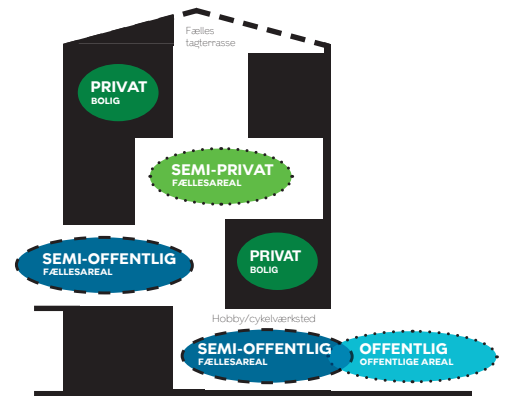 Fælles
tagterrasse
PRIVAT
BOLIG
SEMI-PRIVAT
FÆLLESAREAL
SEMI-OFFENTLIG
FÆLLESAREAL
PRIVAT
BOLIG
Hobby/cykelværksted
SEMI-OFFENTLIG
FÆLLESAREAL
OFFENTLIG
OFFENTLIGE AREAL